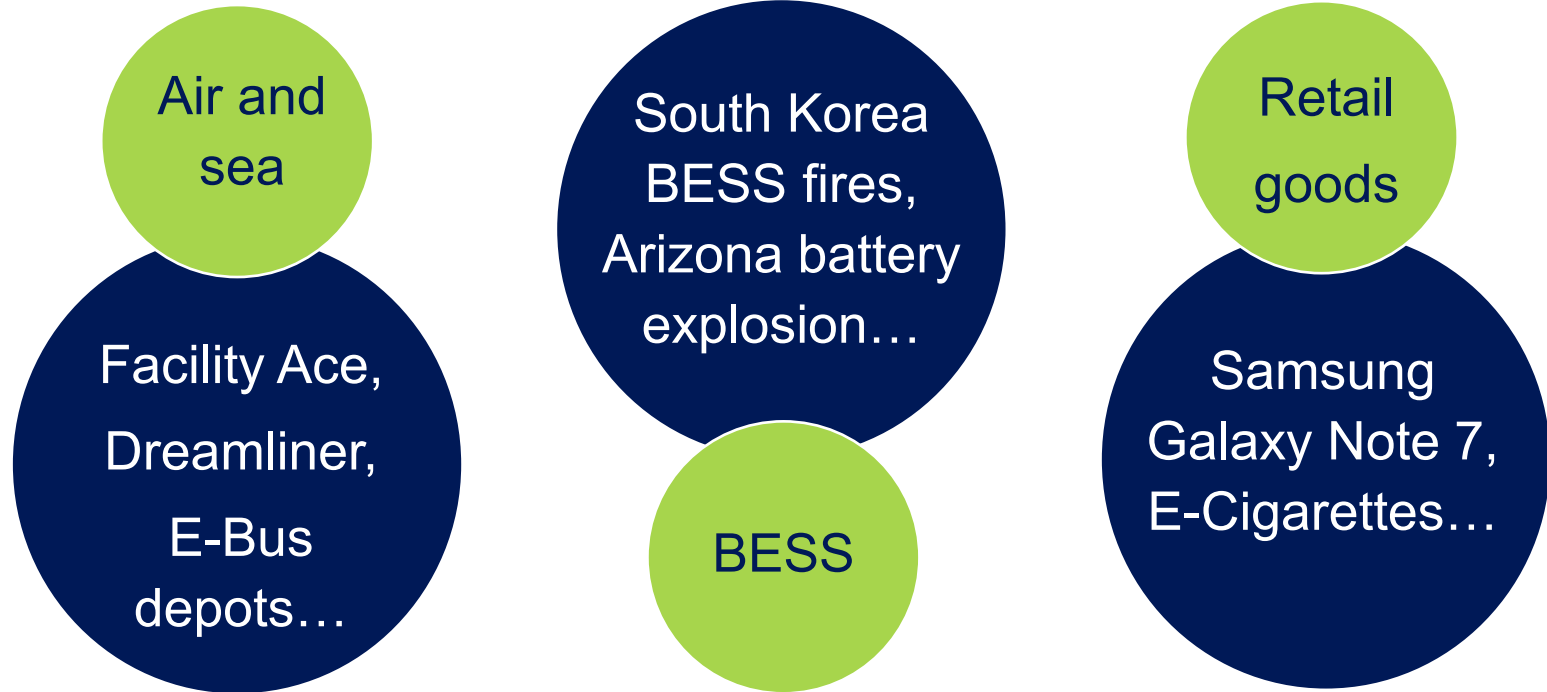 Air and
sea
Facility Ace,
Dreamliner,
E-Bus
depots…
South Korea
BESS fires,
Arizona battery
explosion…
BESS
Retail
goods
Samsung
Galaxy Note 7,
E-Cigarettes…